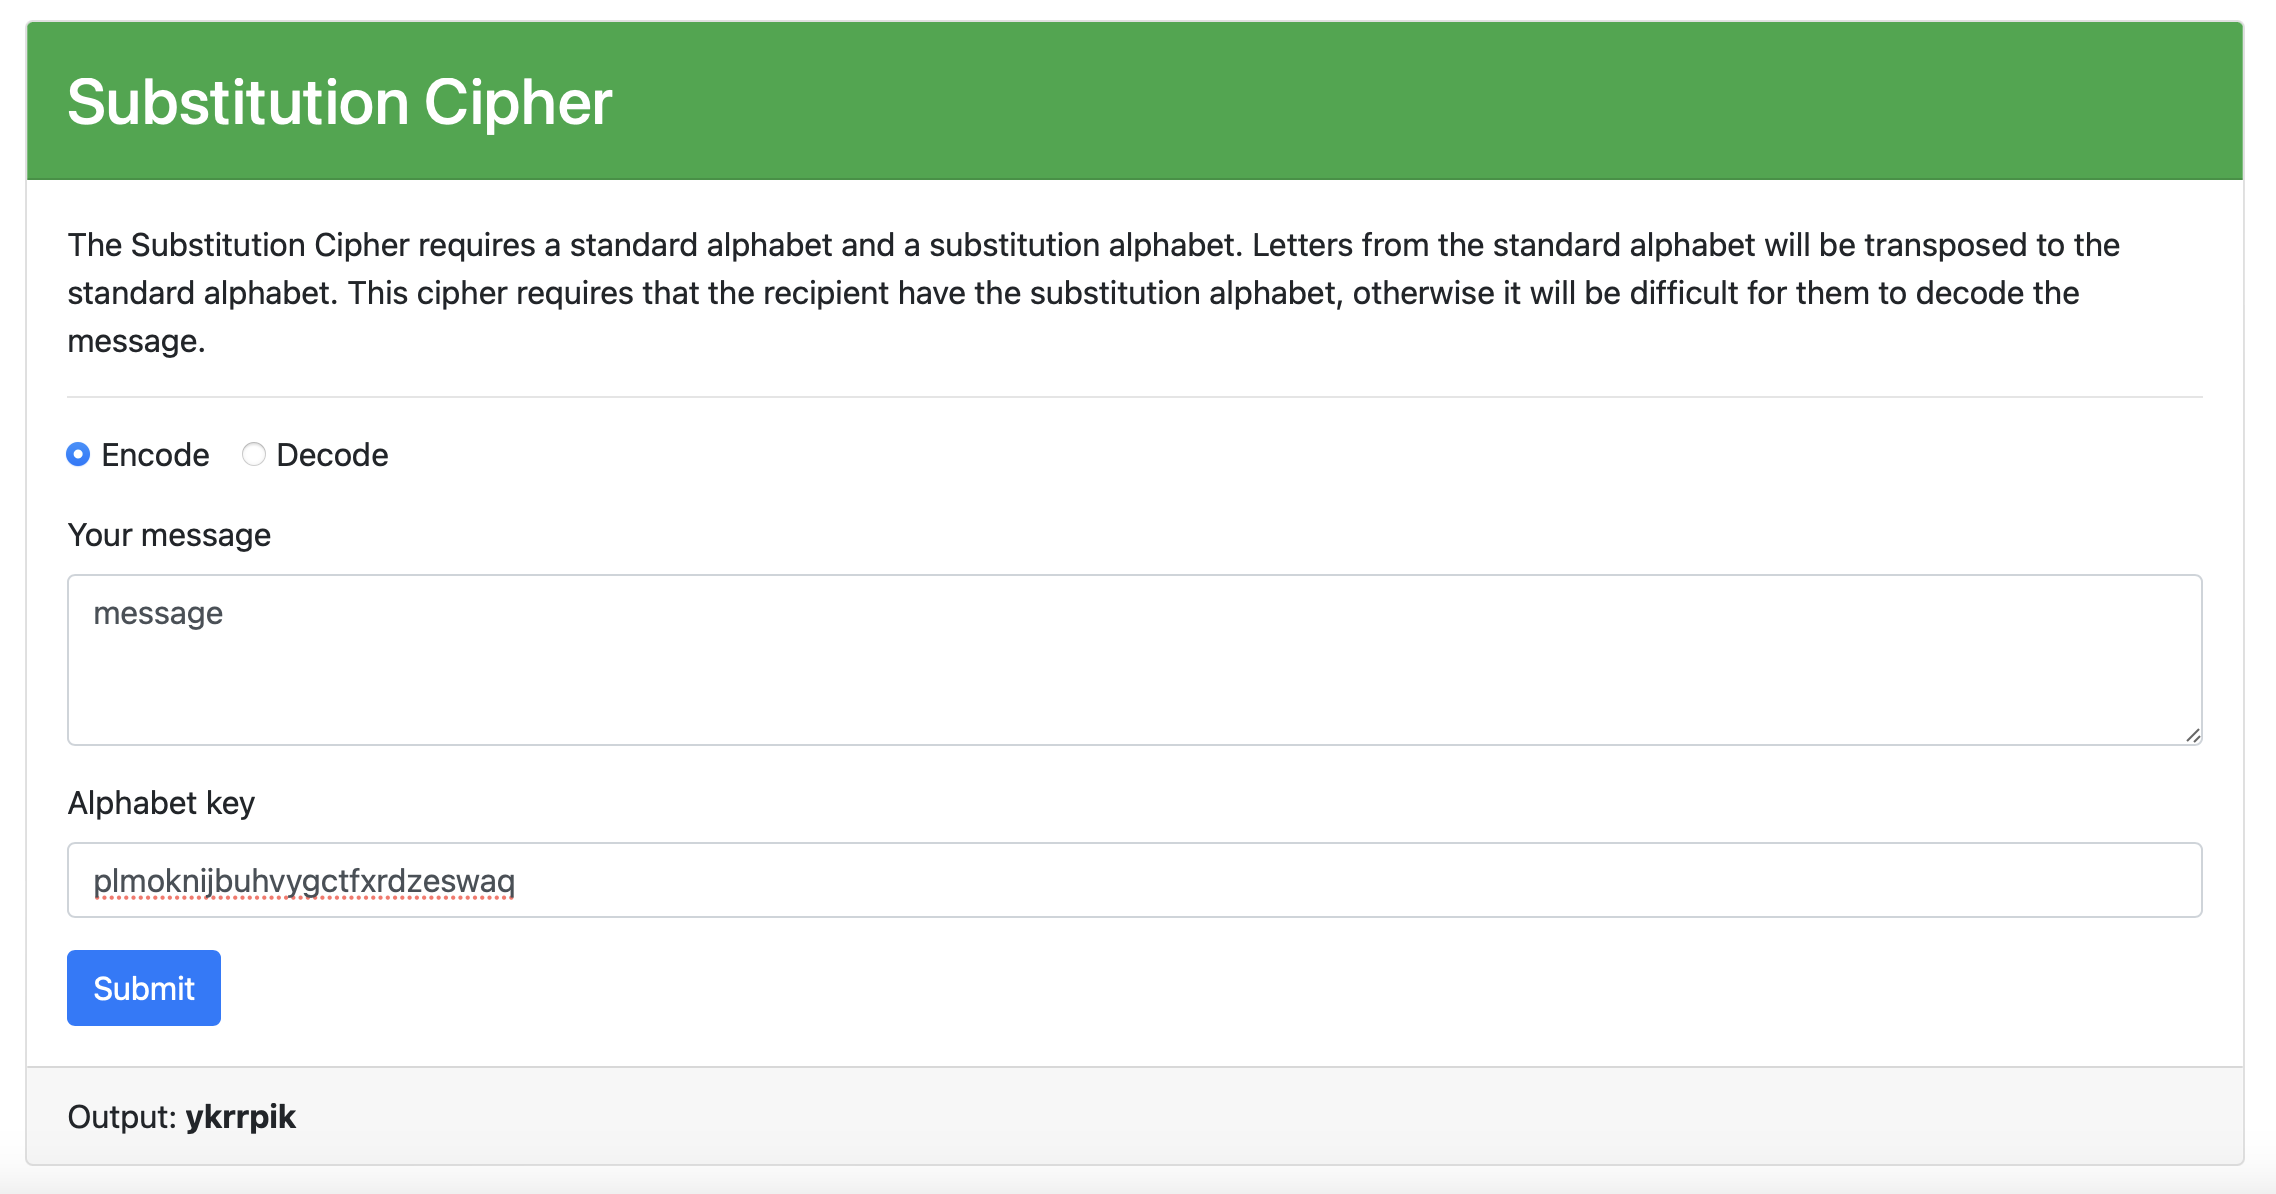 Substitution Cipher
The Substitution Cipher requires a standard alphabet and a substitution alphabet. Letters from the standard alphabet will be transposed to the
standard alphabet. This cipher requires that the recipient have the substitution alphabet, otherwise it will be difficult for them to decode the
message.
Encode Decode
Your message
message
Alphabet key
plmoknijbuhvygctfxrdzeswaq
Submit
Output: ykrrpik